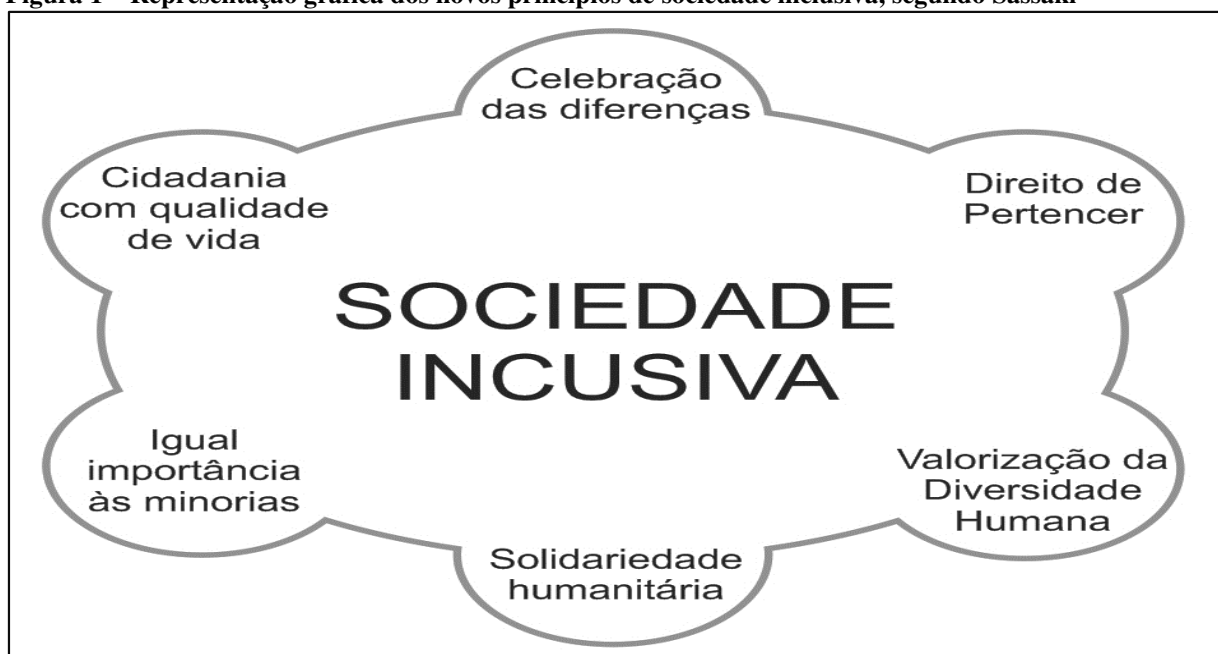 Figura 1 – Representação gráfica dos novos princípios de sociedade inclusiva, segundo Sassaki
Celebração
das diferenças
Cidadania
com qualidade
de vida
Direito de
Pertencer
SOCIEDADE
INCUSIVA
Igual
importância
às minorias
Valorização da
Diversidade
Humana
Solidariedade
humanitária